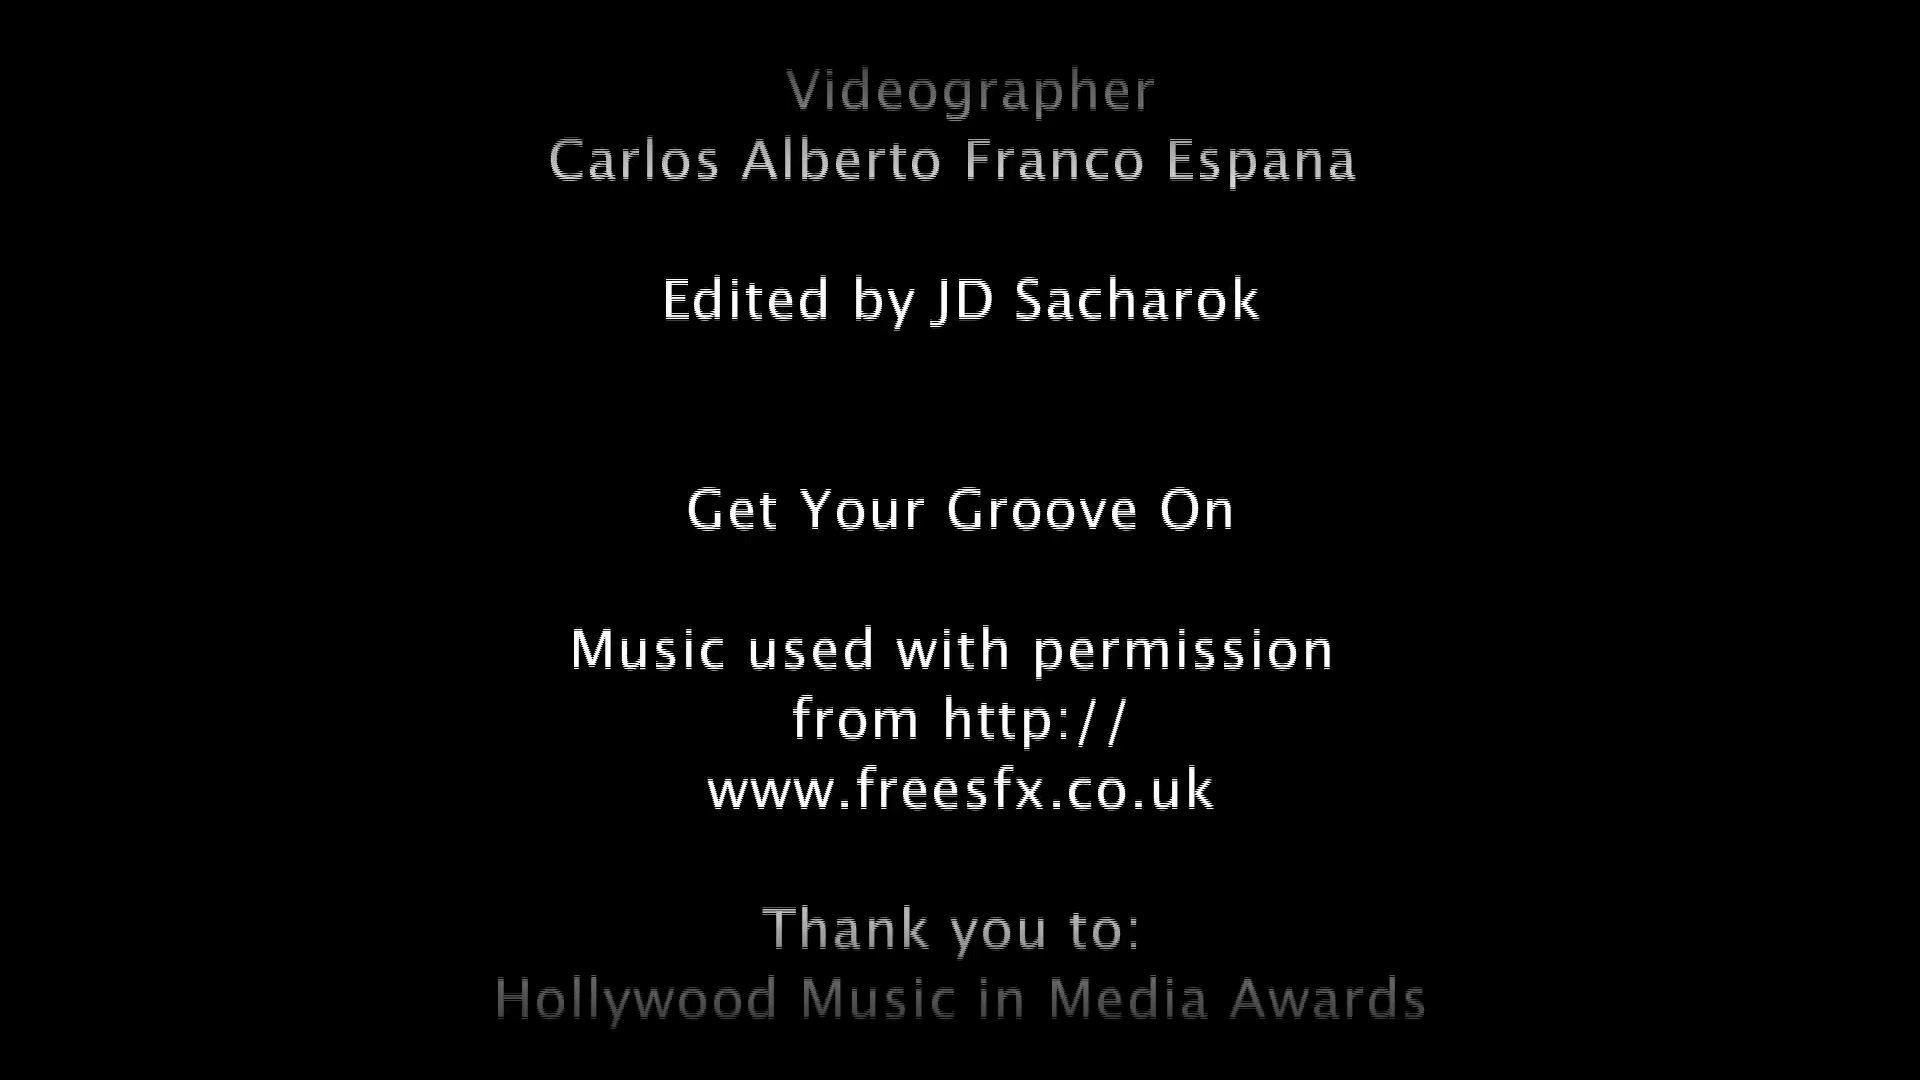 Videographer
Carlos Alberto Franco Espana
Edited by JD Sacharok
Get Your Groove On
Music used with permission
from http://
www.freesfx.co.uk
Thank you to:
Hollywood Music in Media Awards